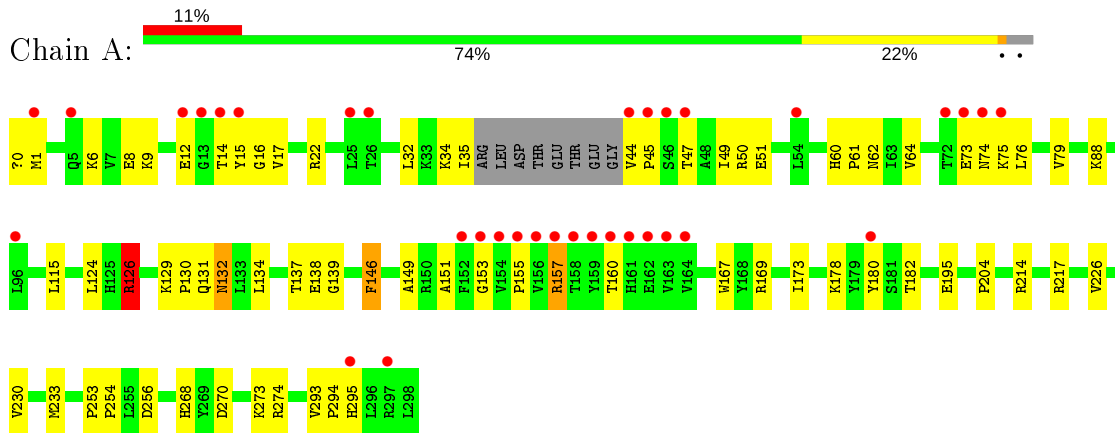 11%
Chain A:
74% 22% • •
?0 M1 Q5 K6 V7 E8 K9 E12 G13 T14 Y15 G16 V17 R22 L25 T26 L32 K33 K34 I35 ARG LEU ASP THR GLU THR GLU GLY V44 P45 S46 T47 A48 I49 R50 E51 L54 H60 P61 N62 I63 V64 T72 E73 N74 K75 L76 V79 K88
L96 L115 L124 H125 R126 K129 P130 Q131 N132 L133 L134 T137 E138 G139 F146 A149 R150 A151 F152 G153 V154 P155 V156 R157 T158 Y159 T160 H161 E162 V163 V164 W167 Y168 R169 I173 K178 Y179 Y180 S181 T182 E195 P204 R214 R217 V226
V230 M233 P253 P254 L255 D256 H268 Y269 D270 K273 R274 V293 P294 H295 L296 R297 L298